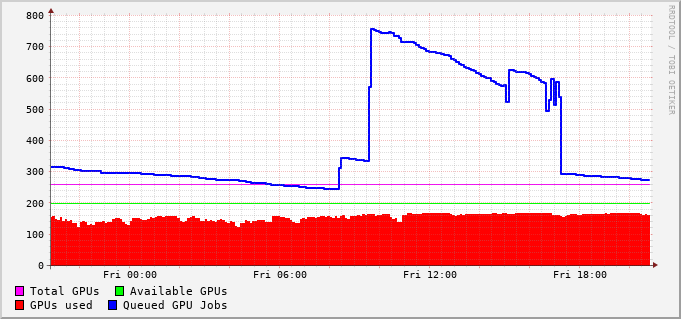 800
700
600
500
400
300
200
100
0
Fri 00:00 Fri 06:00 Fri 12:00 Fri 18:00
Total GPUs Available GPUs
GPUs used Queued GPU Jobs
RRDTOOL / TOBI OETIKER